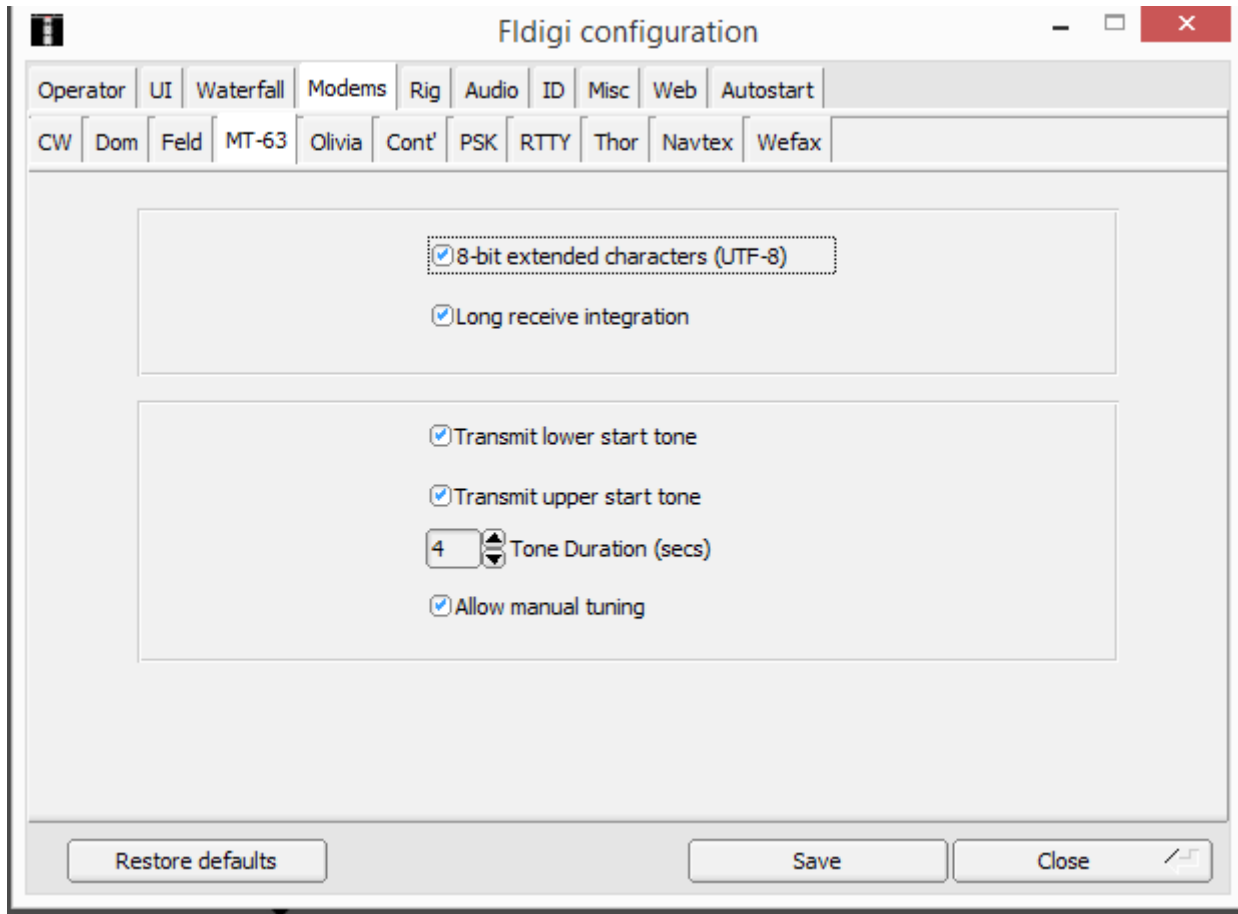 Fldigi configuration
Operator UI Waterfall Modems Rig Audio ID Misc Web Autostart
CW Dom Feld MT-63 Olivia Cont' PSK RTTY Thor Navtex Wefax
8-bit extended characters (UTF-8)
Long receive integration
Transmit lower start tone
Transmit upper start tone
4 Tone Duration (secs)
Allow manual tuning
Restore defaults Save Close